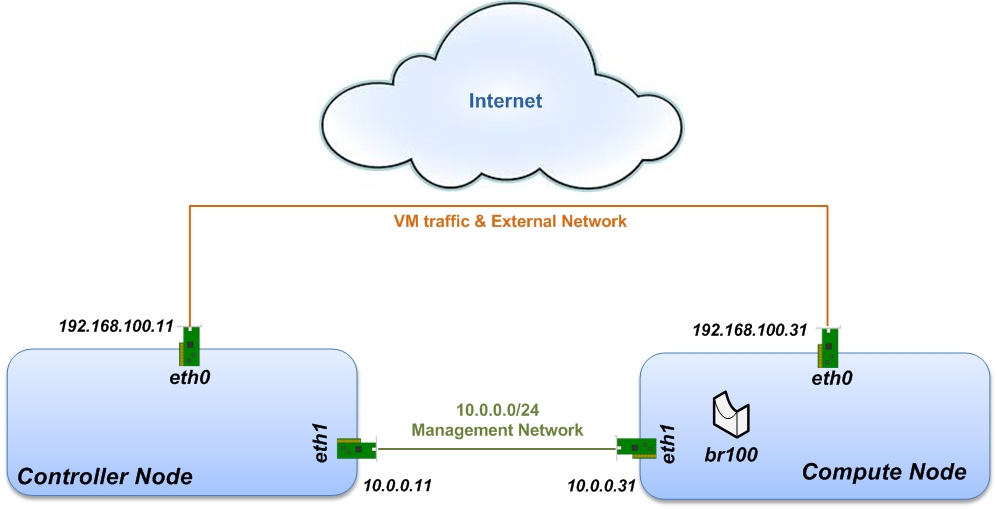 Internet
VM traffic & External Network
192.168.100.11
192.168.100.31
eth0
eth0
10.0.0.0/24
Management Network
eth1
eth1
br100
Controller Node
Compute Node
10.0.0.11
10.0.0.31